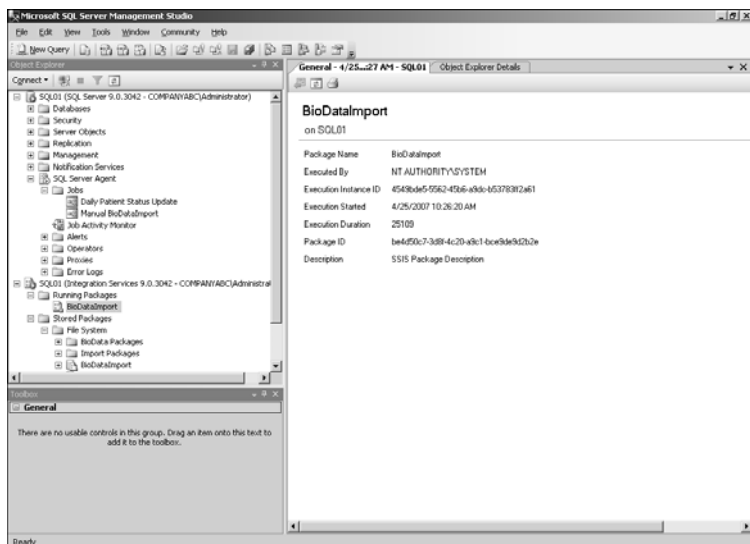 Microsoft SQL Server Management Studio
File Edit View Tools Window Community Help
New Query
Object Explorer
Connect
SQL01 (SQL Server 9.0.3042 - COMPANYABC\Administrator)
Databases
Security
Server Objects
Replication
Management
Notification Services
SQL Server Agent
Jobs
Daily Patient Status Update
Manual BioDataImport
Job Activity Monitor
Alerts
Operators
Proxies
Error Logs
SQL01 (Integration Services 9.0.3042 - COMPANYABC\Administra
Running Packages
BioDataImport
Stored Packages
File System
BioData Packages
Import Packages
BioDataImport
Toolbox
General
There are no usable controls in this group. Drag an item onto this text to
add it to the toolbox.
General - 4/25...:27 AM - SQL01 Object Explorer Details
BioDataImport
on SQL01
Package Name BioDataImport
Executed By NT AUTHORITY\SYSTEM
Execution Instance ID
Execution Started 4/25/2007 10:26:20 AM
Execution Duration 25109
Package ID be4d50c7-3d8f-4c20-a9c1-bce9de9d2b2e
Description SSIS Package Description
Ready